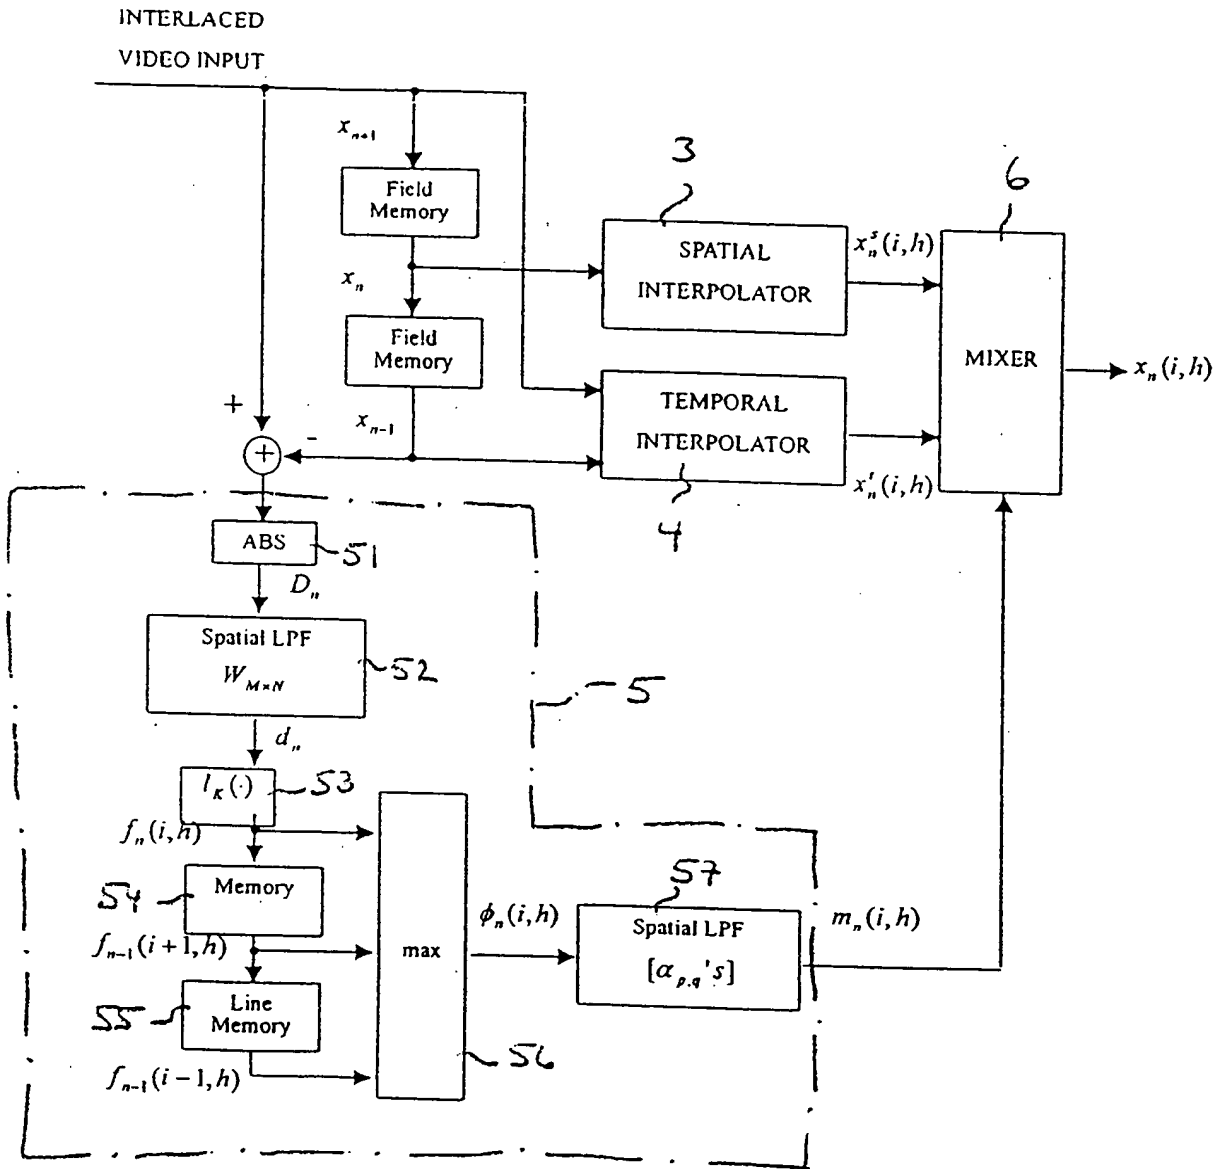 INTERLACED
VIDEO INPUT
x_{n+1}
Field
Memory
x_n
Field
Memory
x_{n-1}
+
-
+
3
SPATIAL
INTERPOLATOR
x_n^s(i,h)
TEMPORAL
INTERPOLATOR
4
x_n^t(i,h)
6
MIXER
x_n(i,h)
ABS
51
D_n
Spatial LPF
W_{M×N}
52
d_n
5
l_K(·)
53
f_n(i,h)
Memory
54
f_{n-1}(i+1,h)
Line
Memory
55
f_{n-1}(i-1,h)
max
56
ϕ_n(i,h)
57
Spatial LPF
[α_{p,q}'s]
m_n(i,h)